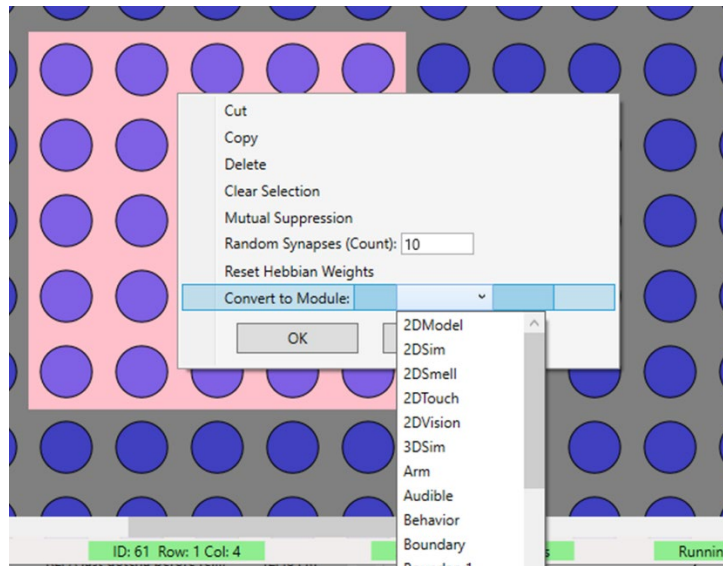 Cut
Copy
Delete
Clear Selection
Mutual Suppression
Random Synapses (Count): 10
Reset Hebbian Weights
Convert to Module:
OK
2DModel
2DSim
2DSmell
2DTouch
2DVision
3DSim
Arm
Audible
Behavior
Boundary
ID: 61 Row: 1 Col: 4